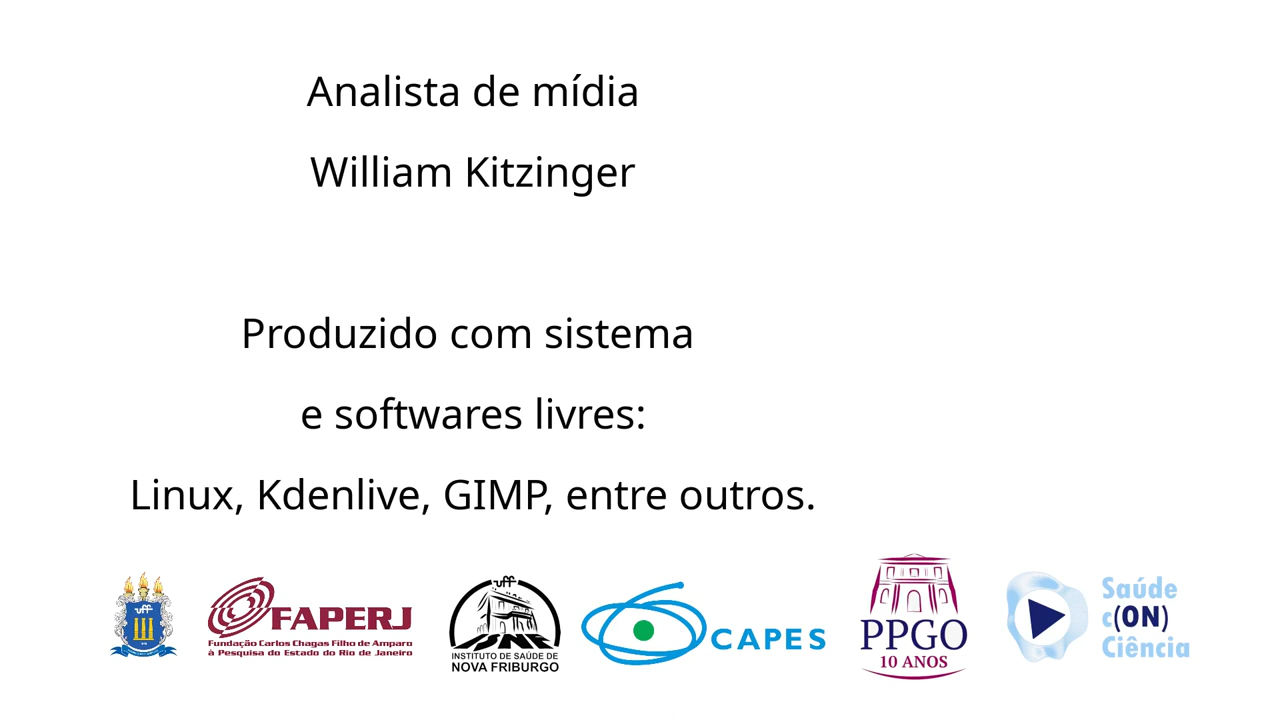 Analista de mídia
William Kitzinger
Produzido com sistema
e softwares livres:
Linux, Kdenlive, GIMP, entre outros.
uff
FAPERJ
Fundação Carlos Chagas Filho de Amparo
à Pesquisa do Estado do Rio de Janeiro
uff
INSTITUTO DE SAÚDE DE
NOVA FRIBURGO
CAPES
PPGO
10 ANOS
Saúde
c(ON)
Ciência